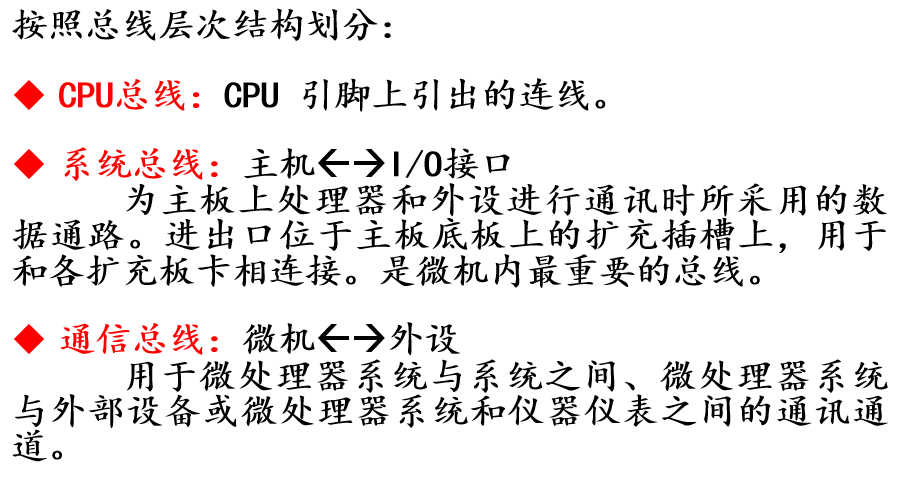 按照总线层次结构划分：
◆ CPU总线：CPU 引脚上引出的连线。
◆ 系统总线：主机←→I/O接口
为主板上处理器和外设进行通讯时所采用的数
据通路。进出口位于主板底板上的扩充插槽上，用于
和各扩充板卡相连接。是微机内最重要的总线。
◆ 通信总线：微机←→外设
用于微处理器系统与系统之间、微处理器系统
与外部设备或微处理器系统和仪器仪表之间的通讯通
道。